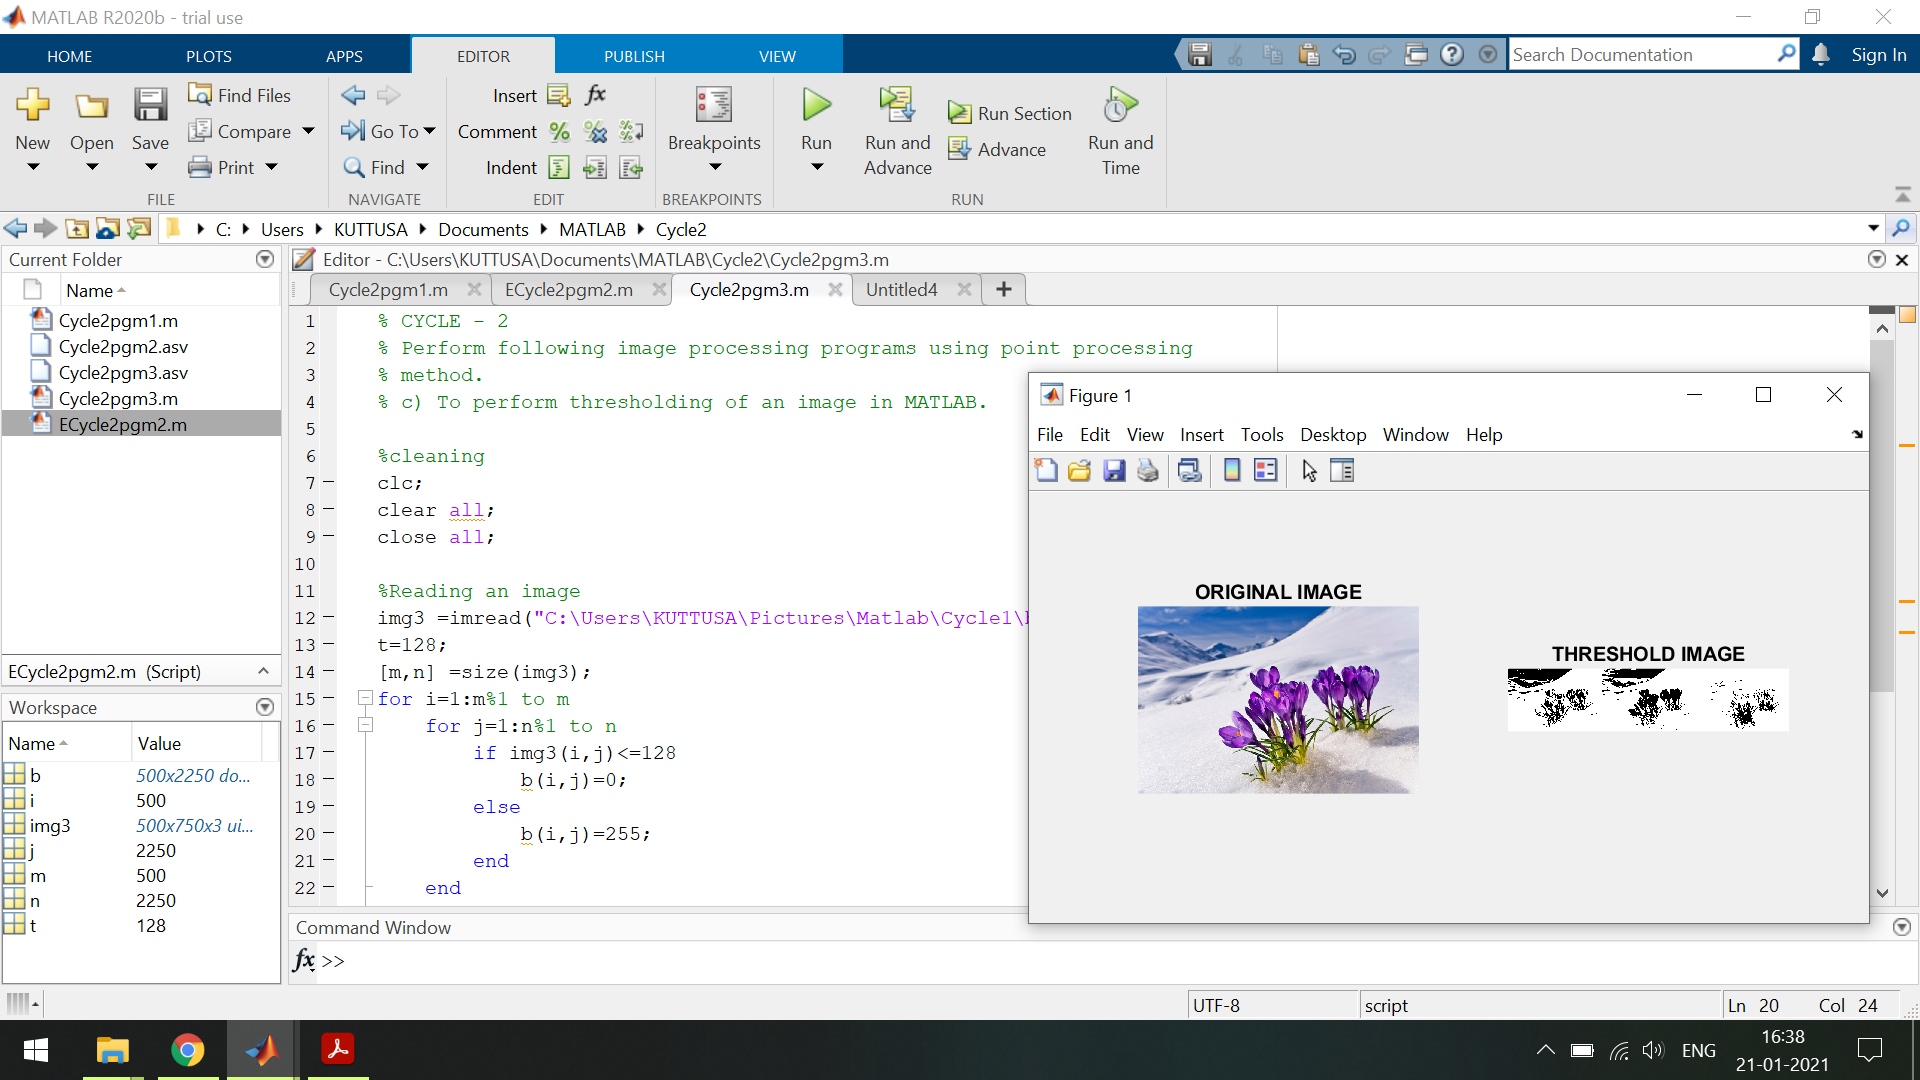 MATLAB R2020b - trial use
HOME PLOTS APPS EDITOR PUBLISH VIEW
Search Documentation
Sign In
New
Open
Save
Find Files
Compare
Print
FILE
Go To
Find
NAVIGATE
Insert
Comment
Indent
EDIT
Breakpoints
BREAKPOINTS
Run
Run and Advance
Run Section
Advance
Run and Time
RUN
C: Users KUTTUSA Documents MATLAB Cycle2
Current Folder
Name
Cycle2pgm1.m
Cycle2pgm2.asv
Cycle2pgm3.asv
Cycle2pgm3.m
ECycle2pgm2.m
ECycle2pgm2.m (Script)
Workspace
Name Value
b 500x2250 do...
i 500
img3 500x750x3 ui...
j 2250
m 500
n 2250
t 128
Editor - C:\Users\KUTTUSA\Documents\MATLAB\Cycle2\Cycle2pgm3.m
Cycle2pgm1.m ECycle2pgm2.m Cycle2pgm3.m Untitled4
1 % CYCLE - 2
2 % Perform following image processing programs using point processing
3 % method.
4 % c) To perform thresholding of an image in MATLAB.
5
6 %cleaning
7 clc;
8 clear all;
9 close all;
10
11 %Reading an image
12 img3 =imread("C:\Users\KUTTUSA\Pictures\Matlab\Cycle1\
13 t=128;
14 [m,n] =size(img3);
15 for i=1:m%1 to m
16 for j=1:n%1 to n
17 if img3(i,j)<=128
18 b(i,j)=0;
19 else
20 b(i,j)=255;
21 end
22 end
Figure 1
File Edit View Insert Tools Desktop Window Help
ORIGINAL IMAGE
THRESHOLD IMAGE
Command Window
fx >>
UTF-8
script
Ln 20 Col 24
ENG
16:38
21-01-2021